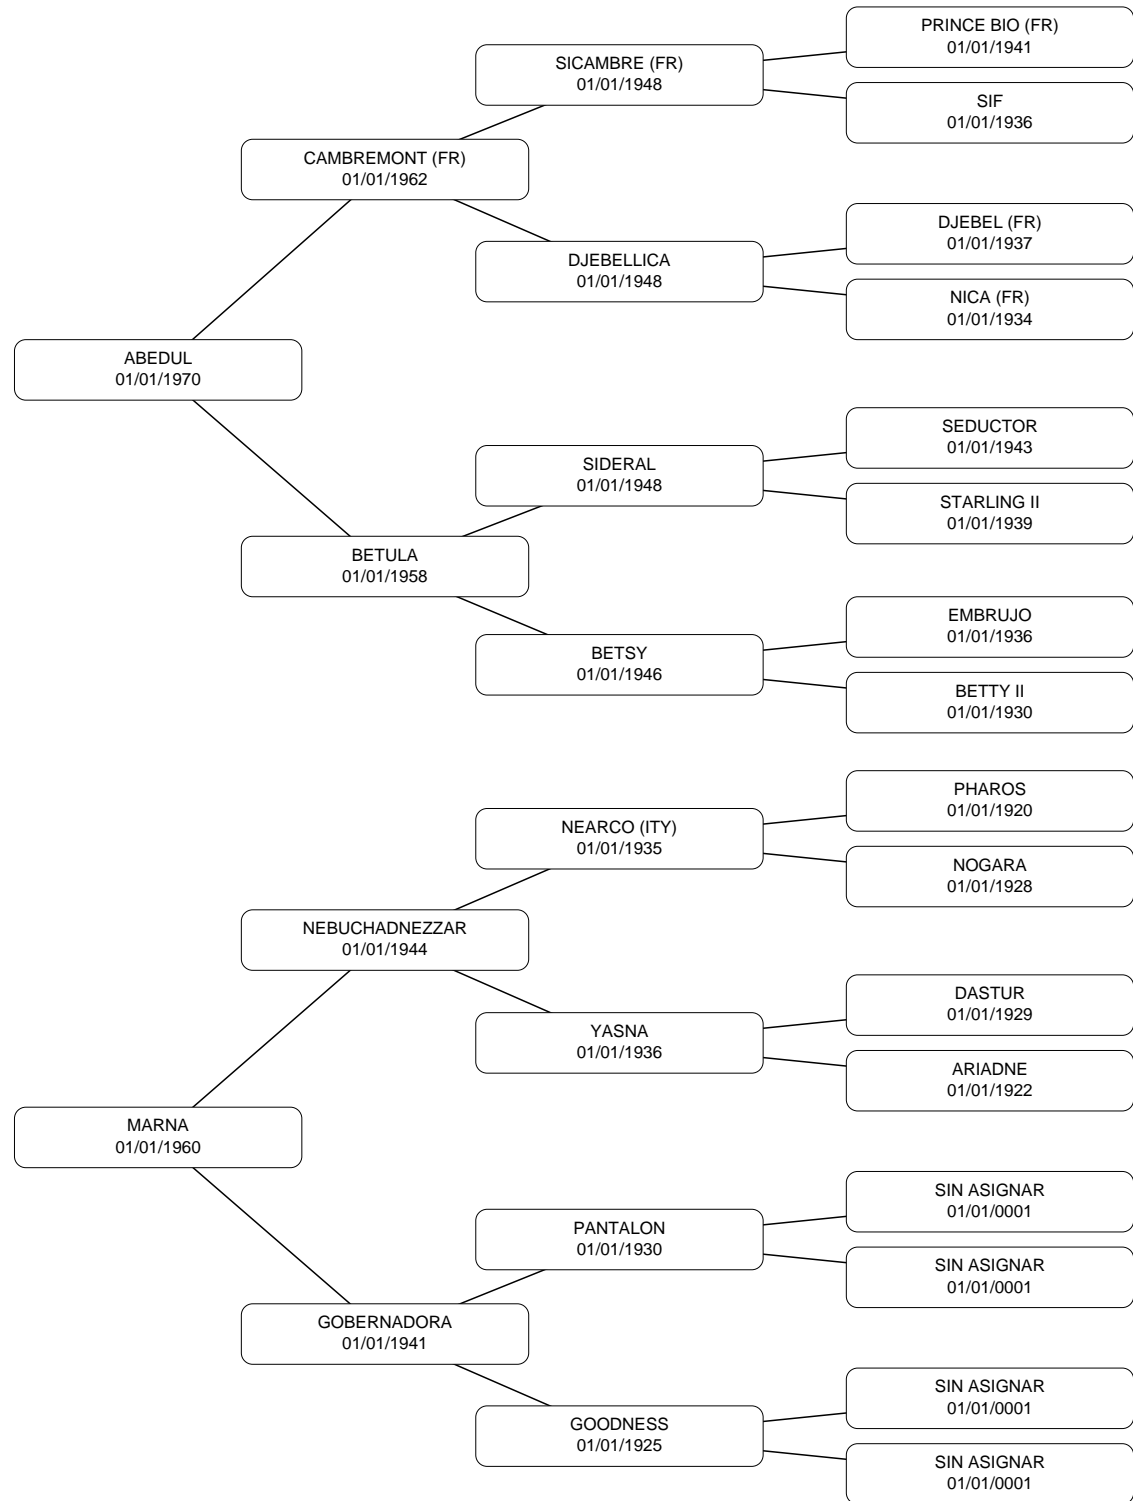 PRINCE BIO (FR)
01/01/1941
SICAMBRE (FR)
01/01/1948
SIF
01/01/1936
CAMBREMONT (FR)
01/01/1962
DJEBEL (FR)
01/01/1937
DJEBELLICA
01/01/1948
NICA (FR)
01/01/1934
ABEDUL
01/01/1970
SEDUCTOR
01/01/1943
SIDERAL
01/01/1948
STARLING II
01/01/1939
BETULA
01/01/1958
EMBRUJO
01/01/1936
BETSY
01/01/1946
BETTY II
01/01/1930
PHAROS
01/01/1920
NEARCO (ITY)
01/01/1935
NOGARA
01/01/1928
NEBUCHADNEZZAR
01/01/1944
DASTUR
01/01/1929
YASNA
01/01/1936
ARIADNE
01/01/1922
MARNA
01/01/1960
SIN ASIGNAR
01/01/0001
PANTALON
01/01/1930
SIN ASIGNAR
01/01/0001
GOBERNADORA
01/01/1941
SIN ASIGNAR
01/01/0001
GOODNESS
01/01/1925
SIN ASIGNAR
01/01/0001